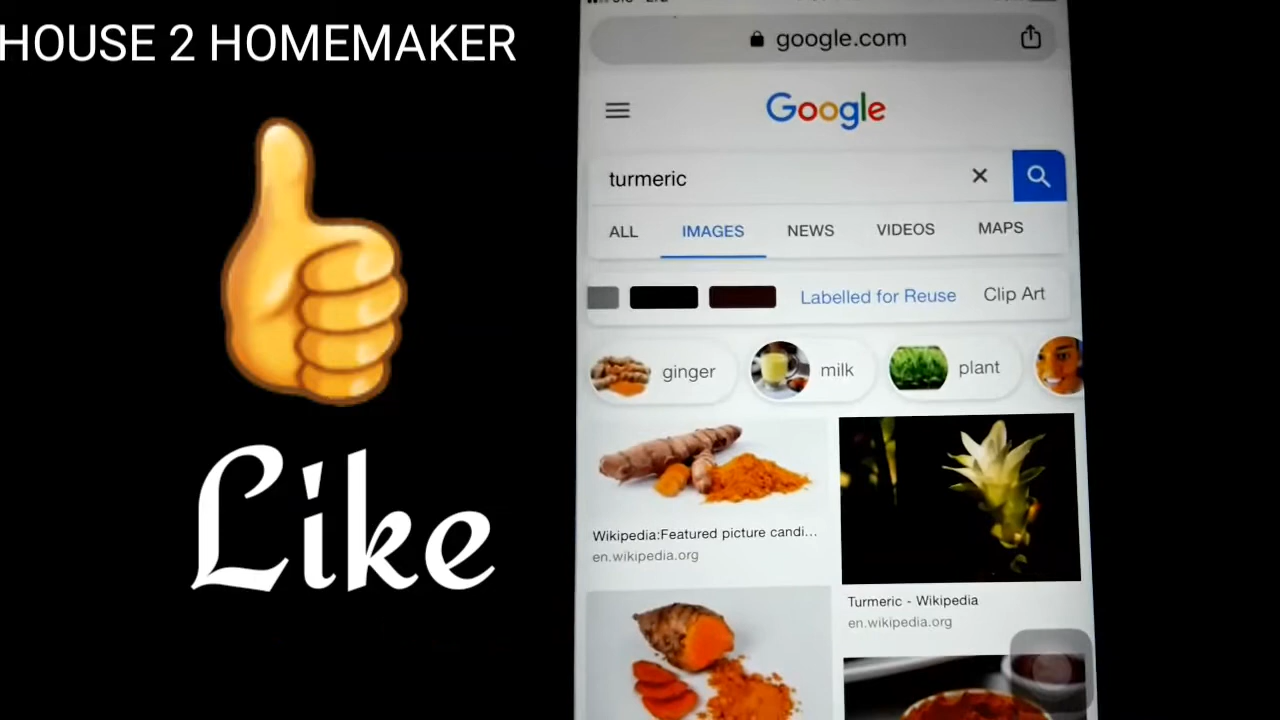 HOUSE 2 HOMEMAKER
Like
google.com
Google
turmeric
ALL IMAGES NEWS VIDEOS MAPS
Labelled for Reuse Clip Art
ginger milk plant
Wikipedia:Featured picture candi...
en.wikipedia.org
Turmeric - Wikipedia
en.wikipedia.org